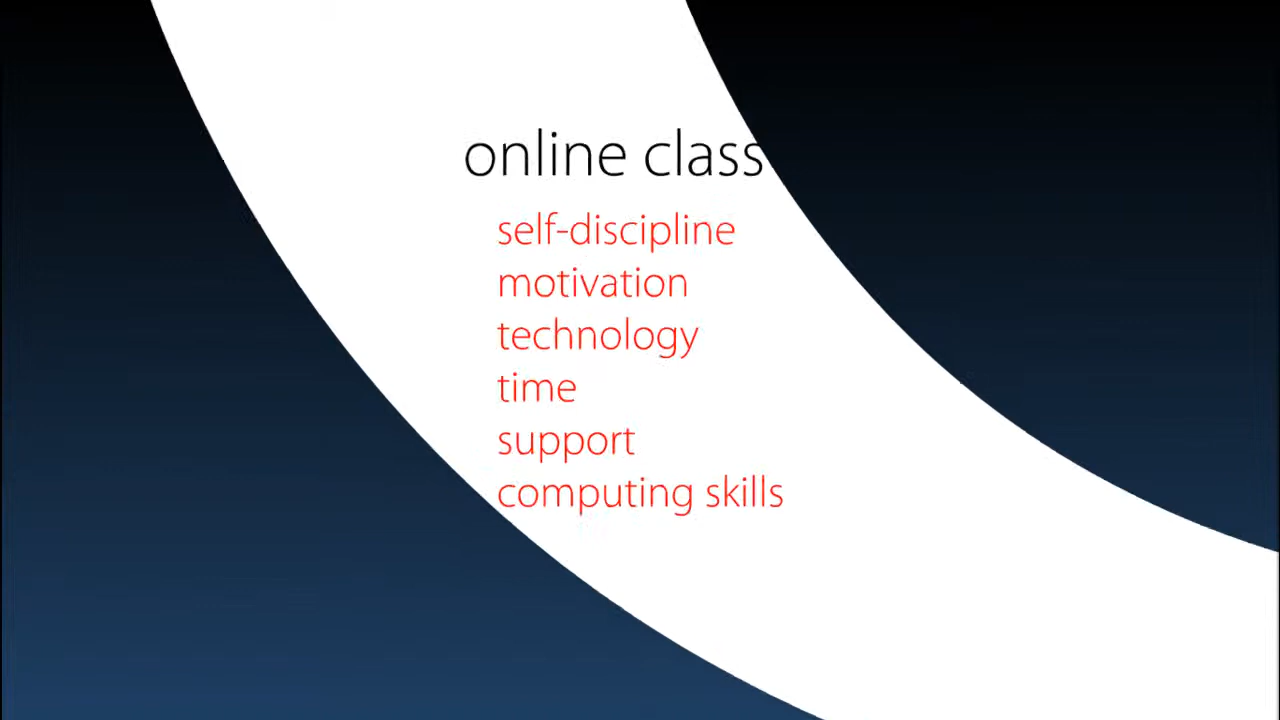 online class
self-discipline
motivation
technology
time
support
computing skills